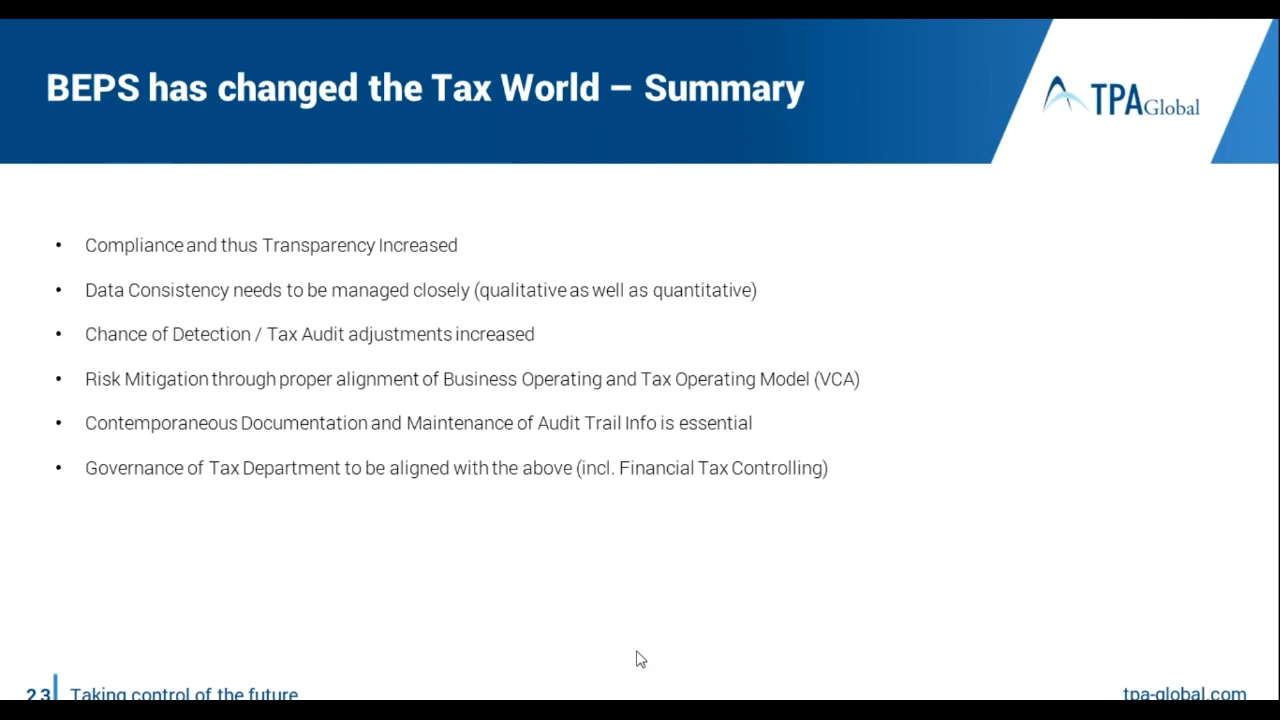 BEPS has changed the Tax World – Summary
TPA Global
• Compliance and thus Transparency Increased
• Data Consistency needs to be managed closely (qualitative as well as quantitative)
• Chance of Detection / Tax Audit adjustments increased
• Risk Mitigation through proper alignment of Business Operating and Tax Operating Model (VCA)
• Contemporaneous Documentation and Maintenance of Audit Trail Info is essential
• Governance of Tax Department to be aligned with the above (incl. Financial Tax Controlling)
23 Taking control of the future
tpa-global.com